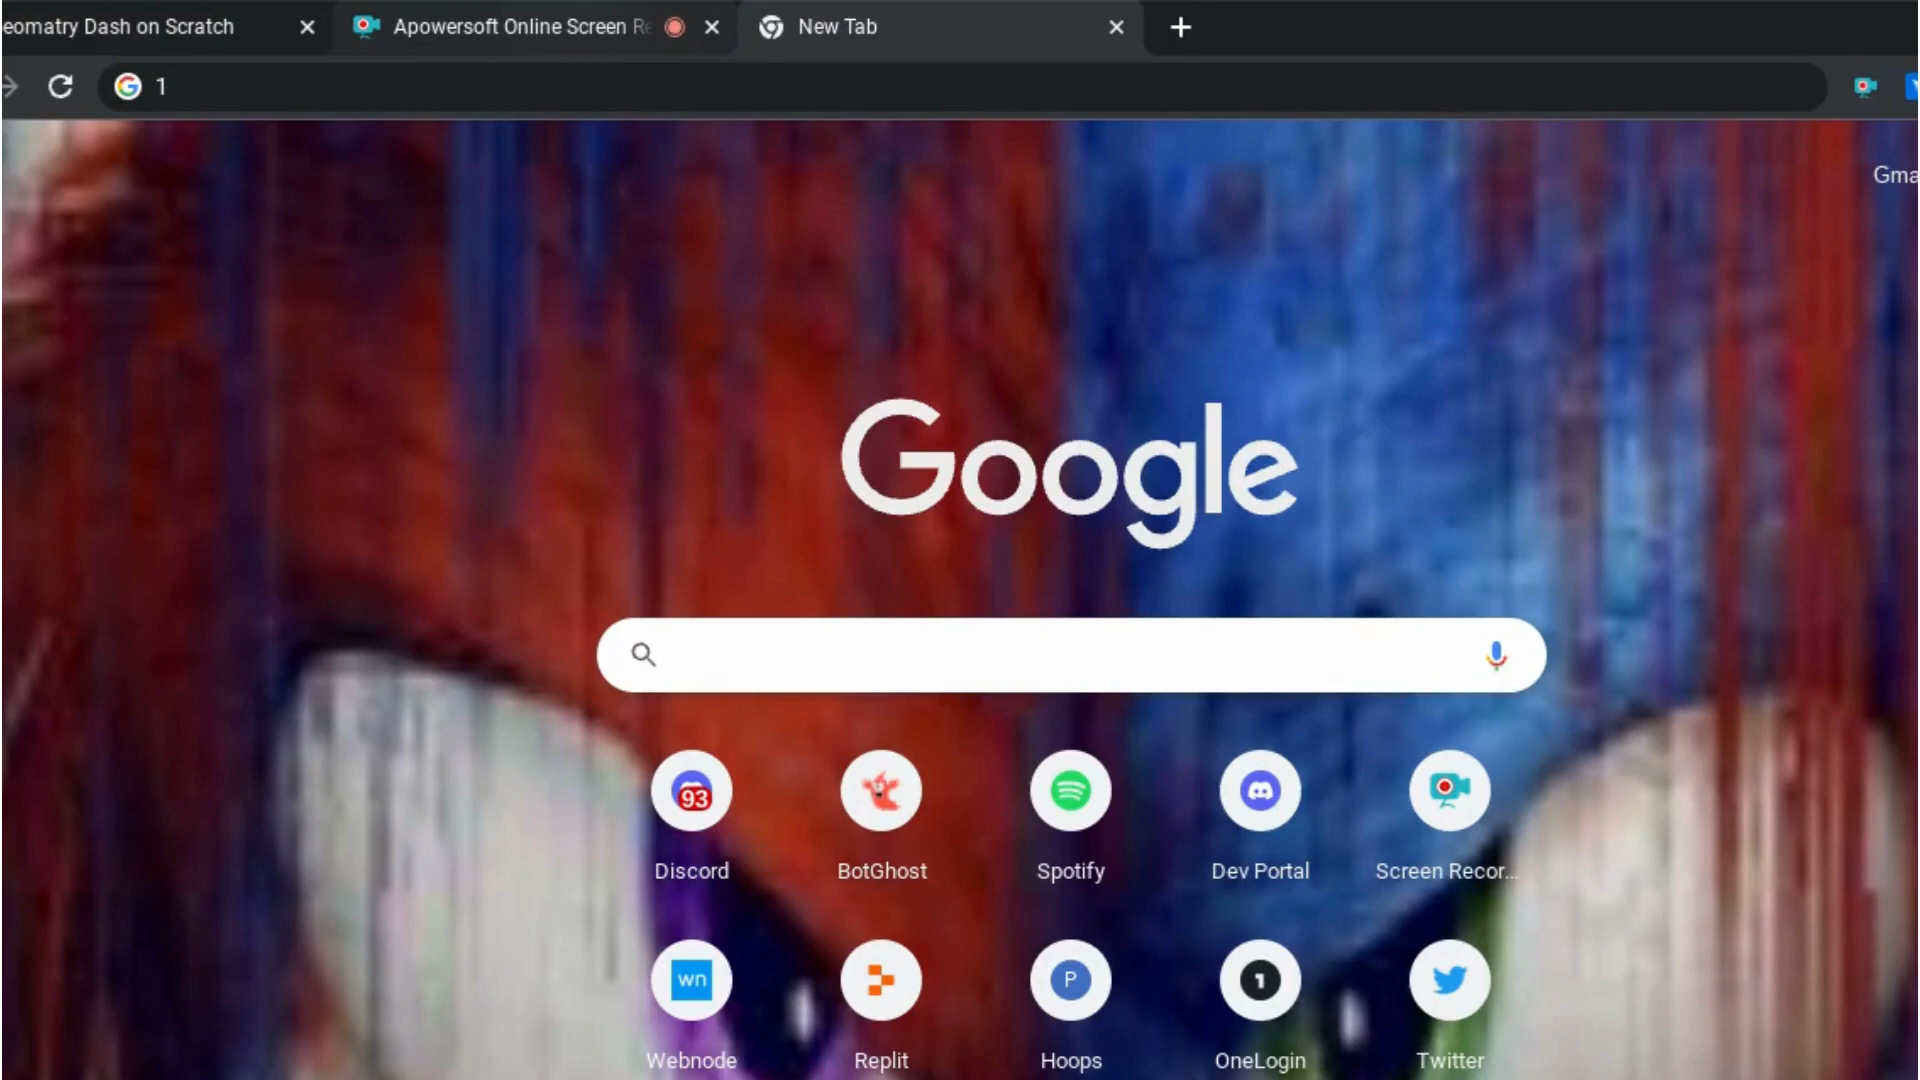 eomatry Dash on Scratch
Apowersoft Online Screen Re
New Tab
1
Gma
Google
93
Discord
BotGhost
Spotify
Dev Portal
Screen Recor...
wn
P
1
Webnode
Replit
Hoops
OneLogin
Twitter